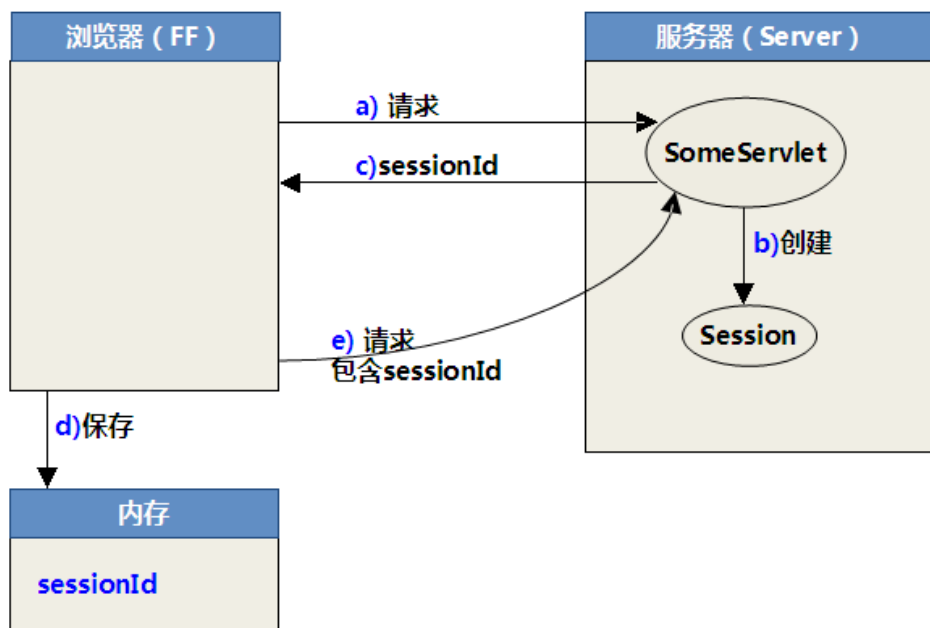 浏览器（FF）
服务器（Server）
a) 请求
SomeServlet
c)sessionId
b)创建
Session
e) 请求
包含sessionId
d)保存
内存
sessionId